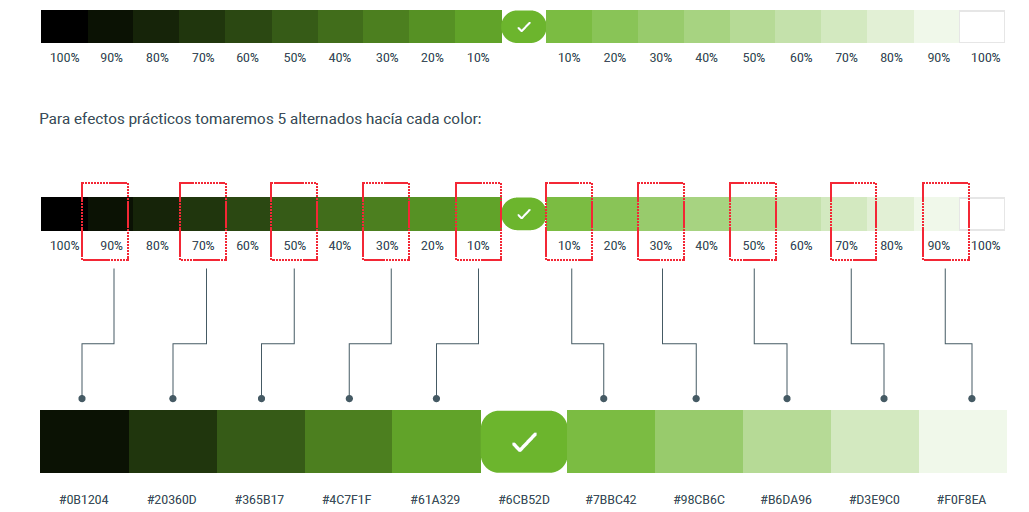 100% 90% 80% 70% 60% 50% 40% 30% 20% 10% 10% 20% 30% 40% 50% 60% 70% 80% 90% 100%
Para efectos prácticos tomaremos 5 alternados hacía cada color:
100% 90% 80% 70% 60% 50% 40% 30% 20% 10% 10% 20% 30% 40% 50% 60% 70% 80% 90% 100%
#0B1204 #20360D #365B17 #4C7F1F #61A329 #6CB52D #7BBC42 #98CB6C #B6DA96 #D3E9C0 #F0F8EA